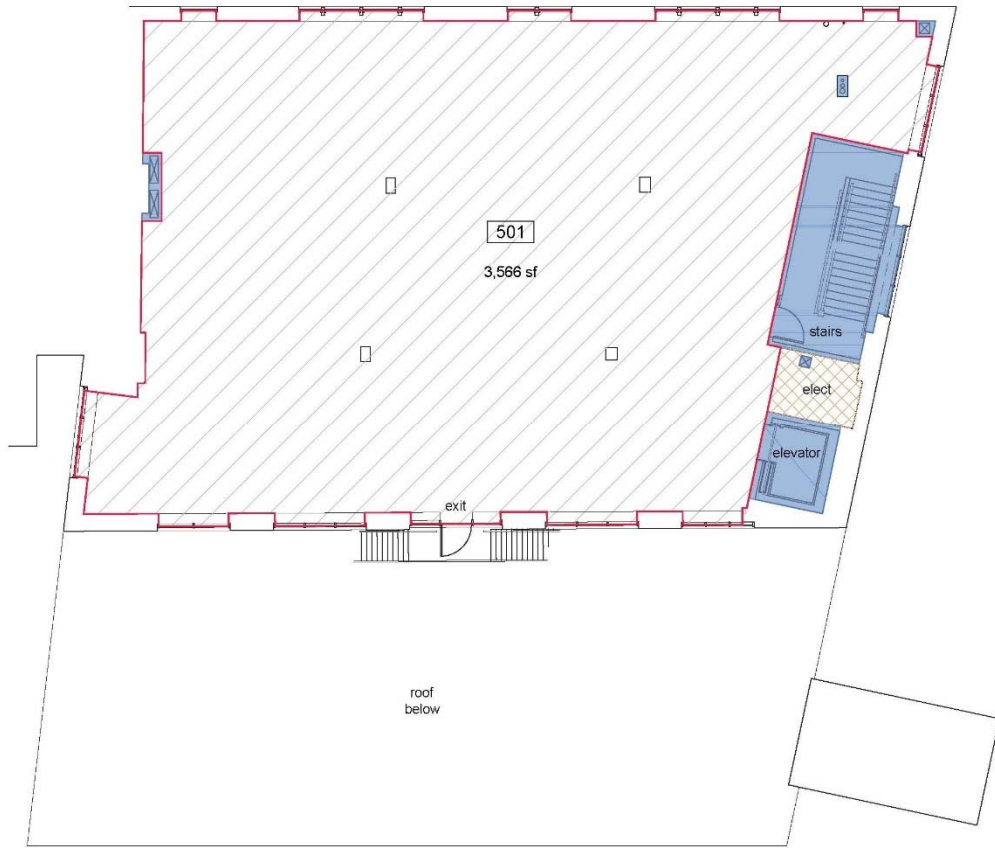 501
3,566 sf
stairs
elect
elevator
exit
roof
below